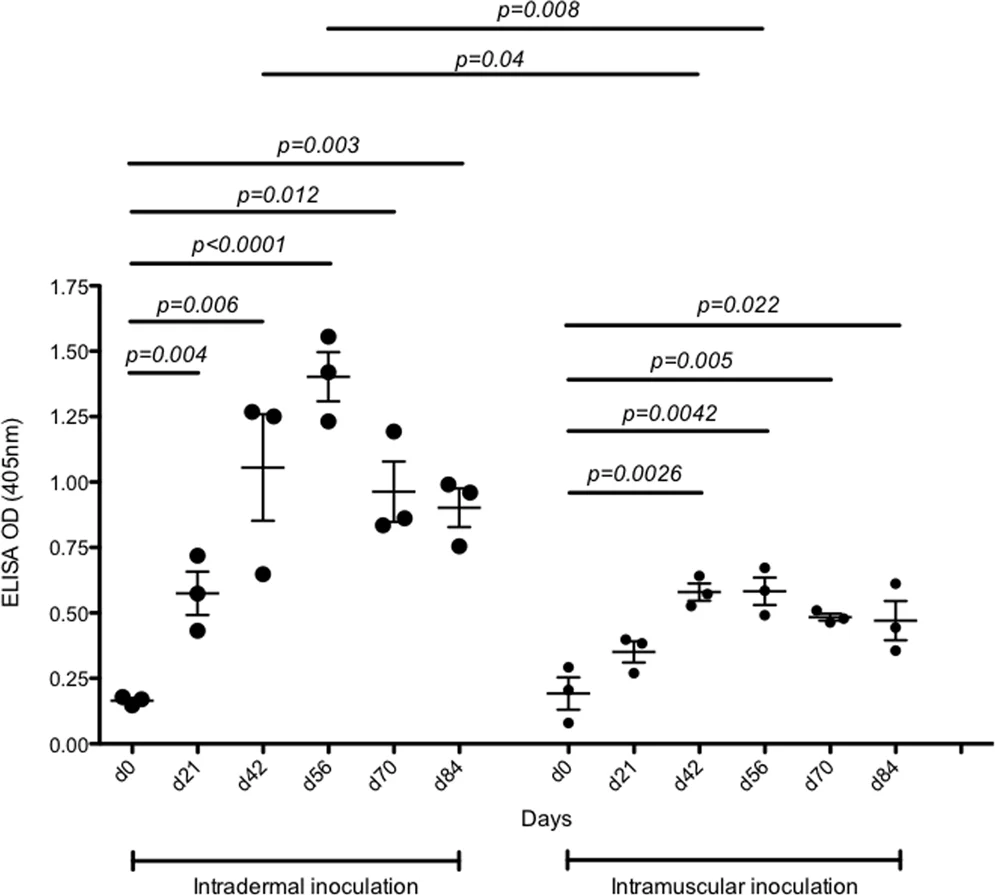 p=0.008
p=0.04
p=0.003
p=0.012
p<0.0001
p=0.006
p=0.004
p=0.022
p=0.005
p=0.0042
p=0.0026
1.75
1.50
1.25
1.00
0.75
0.50
0.25
0.00
ELISA OD (405nm)
d0 d21 d42 d56 d70 d84 d0 d21 d42 d56 d70 d84
Days
Intradermal inoculation Intramuscular inoculation